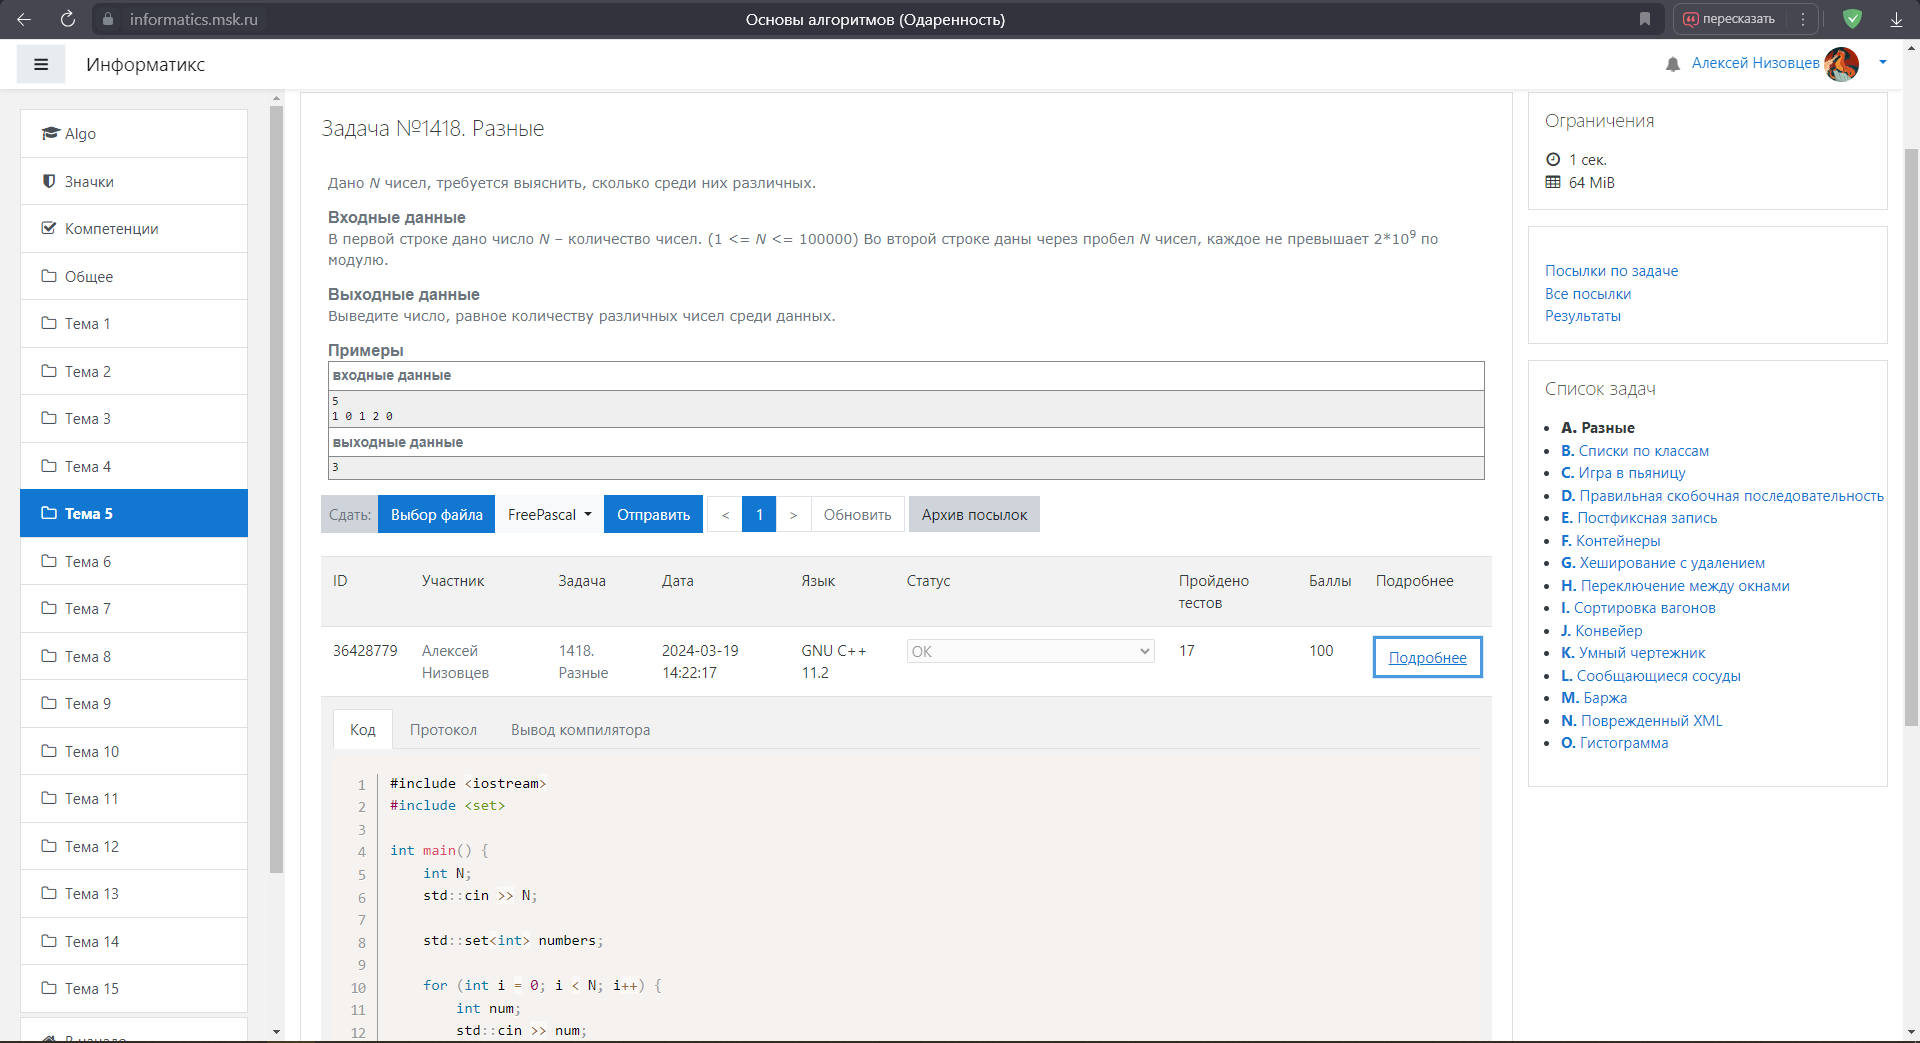 informatics.msk.ru
Основы алгоритмов (Одаренность)
пересказать
Информатикс
Алексей Низовцев
Algo
Значки
Компетенции
Общее
Тема 1
Тема 2
Тема 3
Тема 4
Тема 5
Тема 6
Тема 7
Тема 8
Тема 9
Тема 10
Тема 11
Тема 12
Тема 13
Тема 14
Тема 15
В начало
Задача №1418. Разные
Дано N чисел, требуется выяснить, сколько среди них различных.
Входные данные
В первой строке дано число N – количество чисел. (1 <= N <= 100000) Во второй строке даны через пробел N чисел, каждое не превышает 2*10⁹ по
модулю.
Выходные данные
Выведите число, равное количеству различных чисел среди данных.
Примеры
входные данные
5
1 0 1 2 0
выходные данные
3
Сдать: Выбор файла FreePascal Отправить < 1 > Обновить Архив посылок
ID Участник Задача Дата Язык Статус Пройдено тестов Баллы Подробнее
36428779 Алексей Низовцев 1418. Разные 2024-03-19 14:22:17 GNU C++ 11.2 OK 17 100 Подробнее
Код Протокол Вывод компилятора
1 #include <iostream>
2 #include <set>
3
4 int main() {
5 int N;
6 std::cin >> N;
7
8 std::set<int> numbers;
9
10 for (int i = 0; i < N; i++) {
11 int num;
12 std::cin >> num;
Ограничения
1 сек.
64 MiB
Посылки по задаче
Все посылки
Результаты
Список задач
A. Разные
B. Списки по классам
C. Игра в пьяницу
D. Правильная скобочная последовательность
E. Постфиксная запись
F. Контейнеры
G. Хеширование с удалением
H. Переключение между окнами
I. Сортировка вагонов
J. Конвейер
K. Умный чертежник
L. Сообщающиеся сосуды
M. Баржа
N. Поврежденный XML
O. Гистограмма